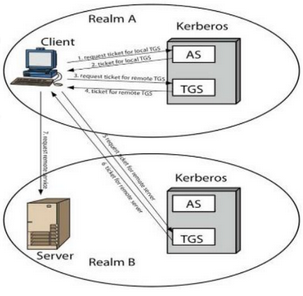 Realm A
Kerberos
Client
AS
1. request ticket for local TGS
2. ticket for local TGS
3. request ticket for remote TGS
4. ticket for remote TGS
TGS
5 request ticket for remote server
6. ticket for remote server
7. request remote service
Kerberos
AS
TGS
Server
Realm B